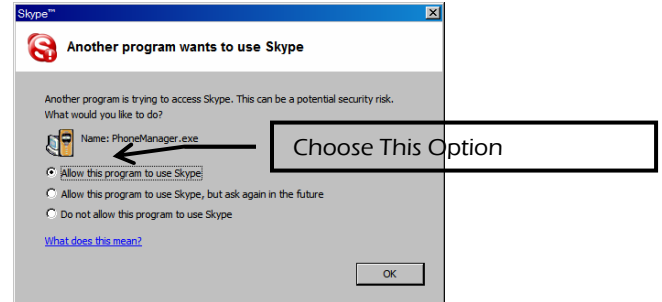 Skype™
Another program wants to use Skype
Another program is trying to access Skype. This can be a potential security risk.
What would you like to do?
Name: PhoneManager.exe
Choose This Option
Allow this program to use Skype
Allow this program to use Skype, but ask again in the future
Do not allow this program to use Skype
What does this mean?
OK